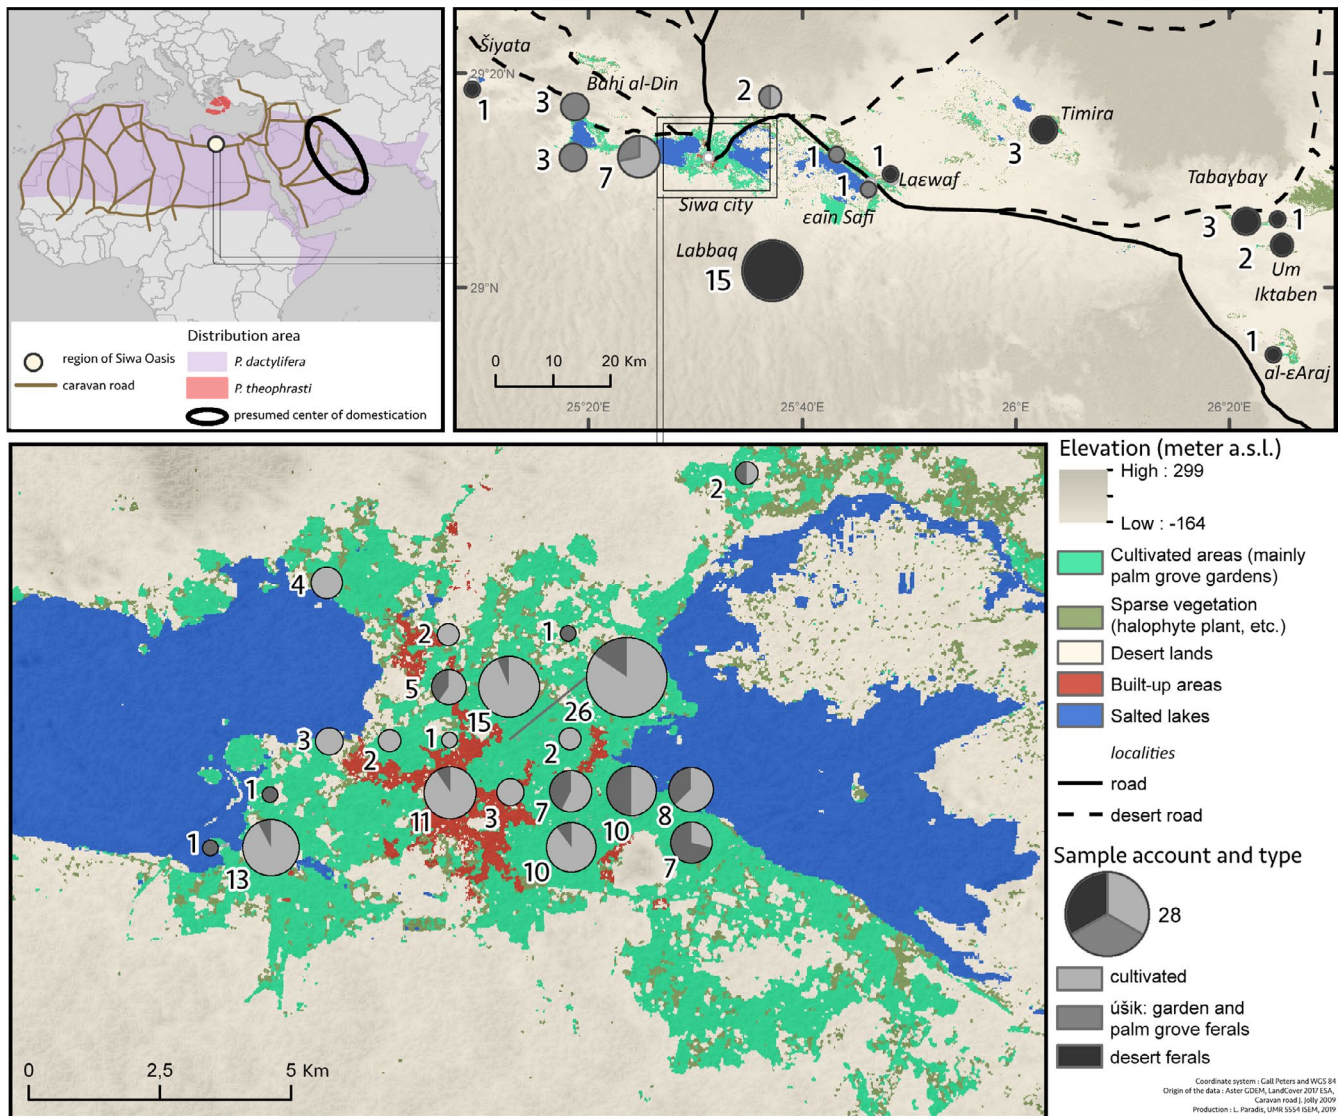 Distribution area
region of Siwa Oasis
P. dactylifera
caravan road
P. theophrasti
presumed center of domestication
Šiyata
29°20'N
Bahi al-Din
1
3
2
3
7
Siwa city
1
1
1
Laεwaf
εain Safi
Timira
3
Tabaɣbaɣ
3
1
2
Um
Iktaben
Labbaq
15
29°N
1
al-εAraj
0 10 20 Km
25°20'E
25°40'E
26°E
26°20'E
2
4
2
1
5
15
26
3
2
1
2
1
11
3
7
10
8
1
13
10
7
0 2,5 5 Km
Elevation (meter a.s.l.)
High : 299
Low : -164
Cultivated areas (mainly
palm grove gardens)
Sparse vegetation
(halophyte plant, etc.)
Desert lands
Built-up areas
Salted lakes
localities
road
desert road
Sample account and type
28
cultivated
úšik: garden and
palm grove ferals
desert ferals
Coordinate system : Gall Peters and WGS 84
Origin of the data : Aster GDEM, LandCover 2017 ESA,
Caravan road J. Jolly 2009
Production : L. Paradis, UMR 5554 ISEM, 2019